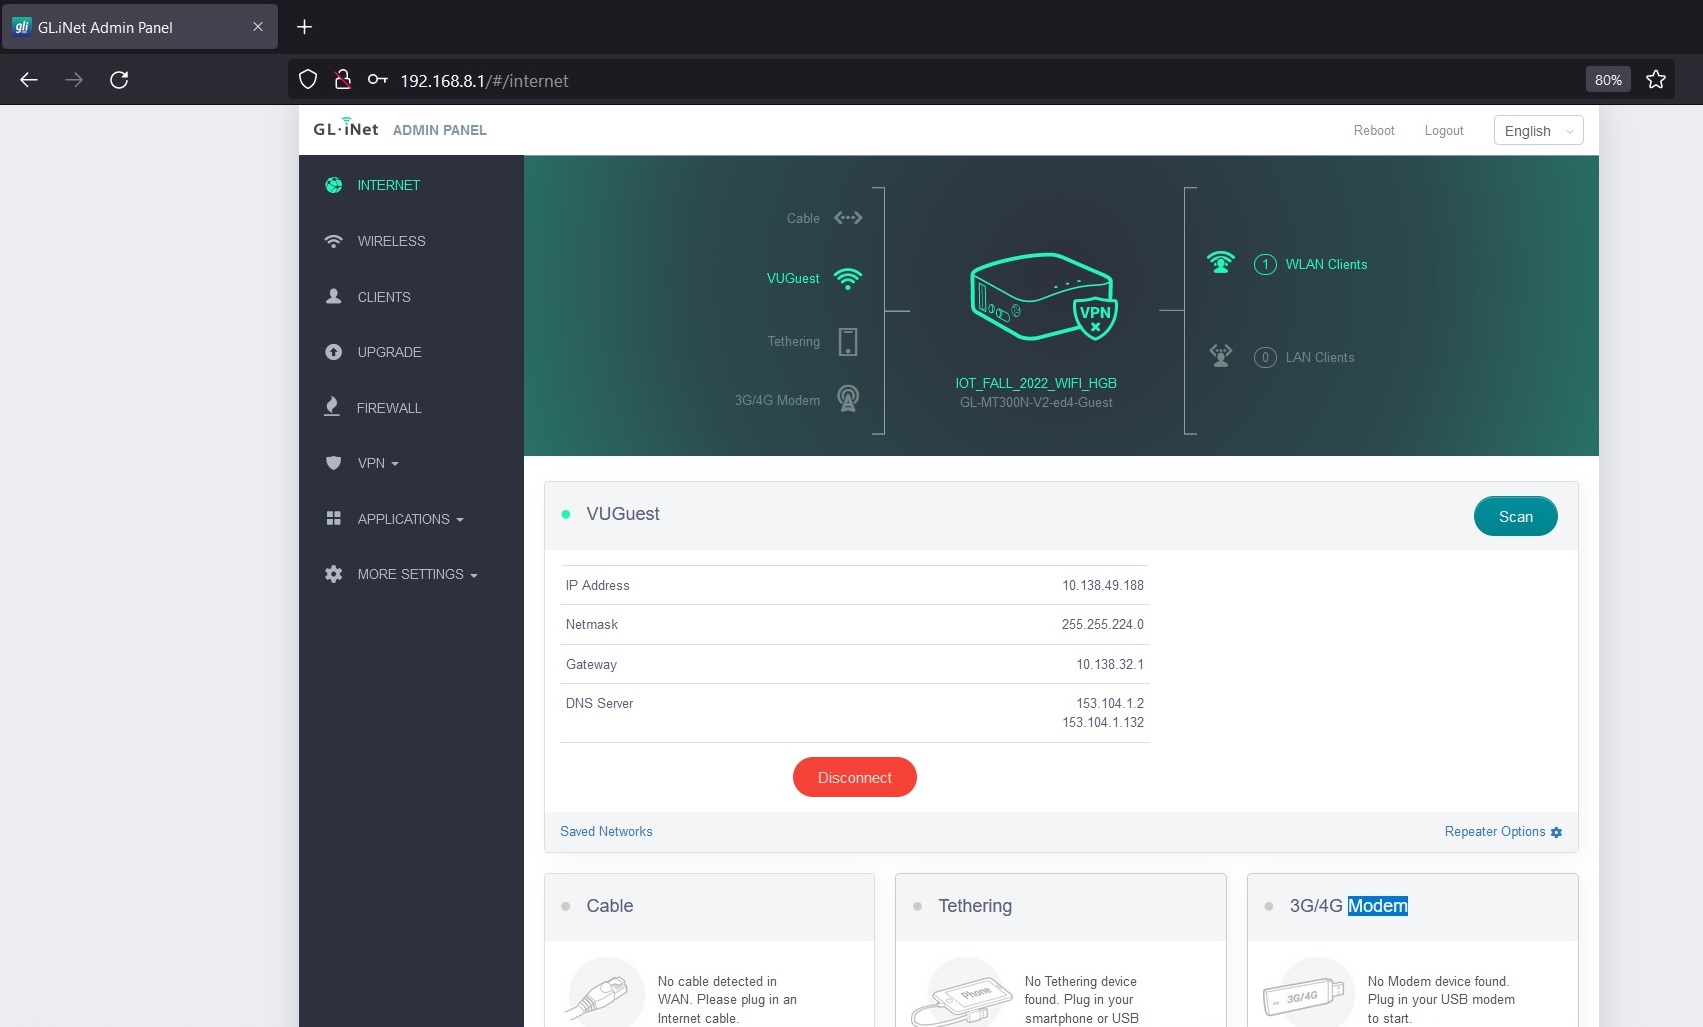 gli GL.iNet Admin Panel
192.168.8.1/#/internet
80%
GL·iNet ADMIN PANEL
Reboot
Logout
English
INTERNET
WIRELESS
CLIENTS
UPGRADE
FIREWALL
VPN
APPLICATIONS
MORE SETTINGS
Cable
VUGuest
Tethering
3G/4G Modem
VPN
IOT_FALL_2022_WIFI_HGB
GL-MT300N-V2-ed4-Guest
1 WLAN Clients
0 LAN Clients
VUGuest
Scan
IP Address 10.138.49.188
Netmask 255.255.224.0
Gateway 10.138.32.1
DNS Server 153.104.1.2
153.104.1.132
Disconnect
Saved Networks
Repeater Options
Cable
No cable detected in
WAN. Please plug in an
Internet cable.
Tethering
Phone
No Tethering device
found. Plug in your
smartphone or USB
3G/4G Modem
3G/4G
No Modem device found.
Plug in your USB modem
to start.